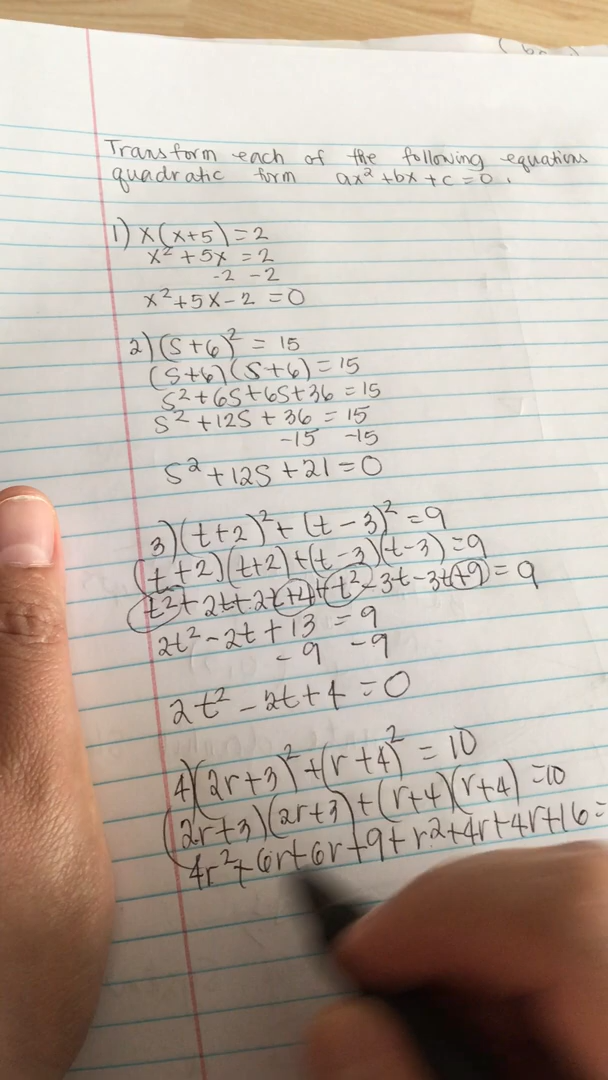 Transform each of the following equations
quadratic form ax² + bx + c = 0.
1) x(x+5) = 2
x² + 5x = 2
-2 -2
x² + 5x - 2 = 0
2) (s+6)² = 15
(s+6)(s+6) = 15
s² + 6s + 6s + 36 = 15
s² + 12s + 36 = 15
-15 -15
s² + 12s + 21 = 0
3) (t+2)² + (t-3)² = 9
(t+2)(t+2) + (t-3)(t-3) = 9
t² + 2t + 2t + 4 + t² - 3t - 3t + 9 = 9
2t² - 2t + 13 = 9
-9 -9
2t² - 2t + 4 = 0
4) (2r+3)² + (r+4)² = 10
(2r+3)(2r+3) + (r+4)(r+4) = 10
4r² + 6r + 6r + 9 + r² + 4r + 4r + 16 =